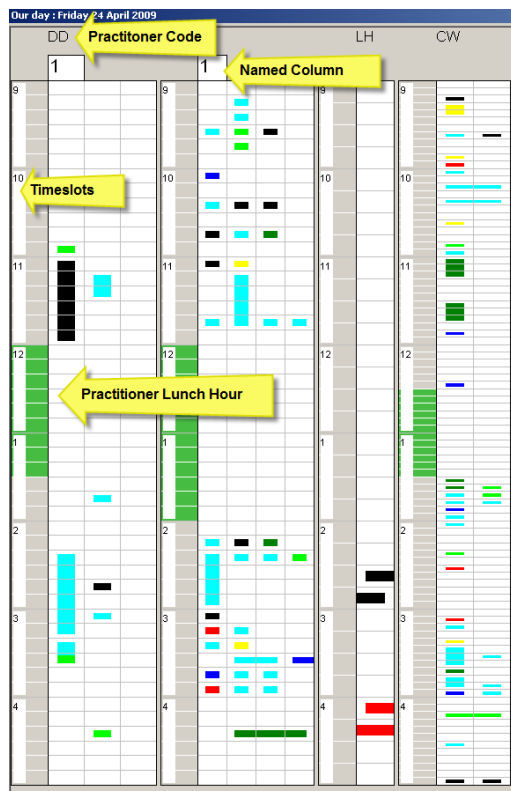 Our day : Friday 24 April 2009
DD Practitoner Code LH CW
1 1 Named Column
9 9 9 9
10 10 10 10
Timeslots
11 11 11 11
12 12 12 12
Practitioner Lunch Hour
1 1 1 1
2 2 2 2
3 3 3 3
4 4 4 4